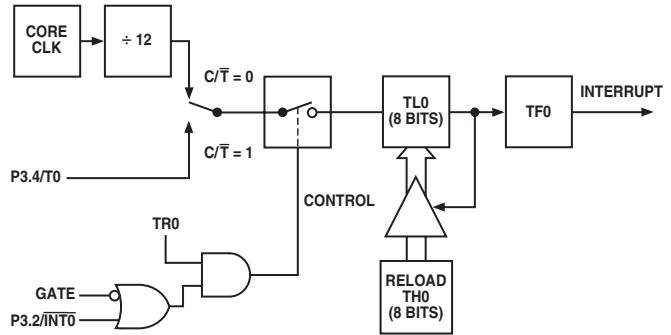 CORE
CLK
÷ 12
C/T̅ = 0
TL0
(8 BITS)
TF0
INTERRUPT
C/T̅ = 1
P3.4/T0
CONTROL
TR0
GATE
P3.2/I̅N̅T̅0̅
RELOAD
TH0
(8 BITS)